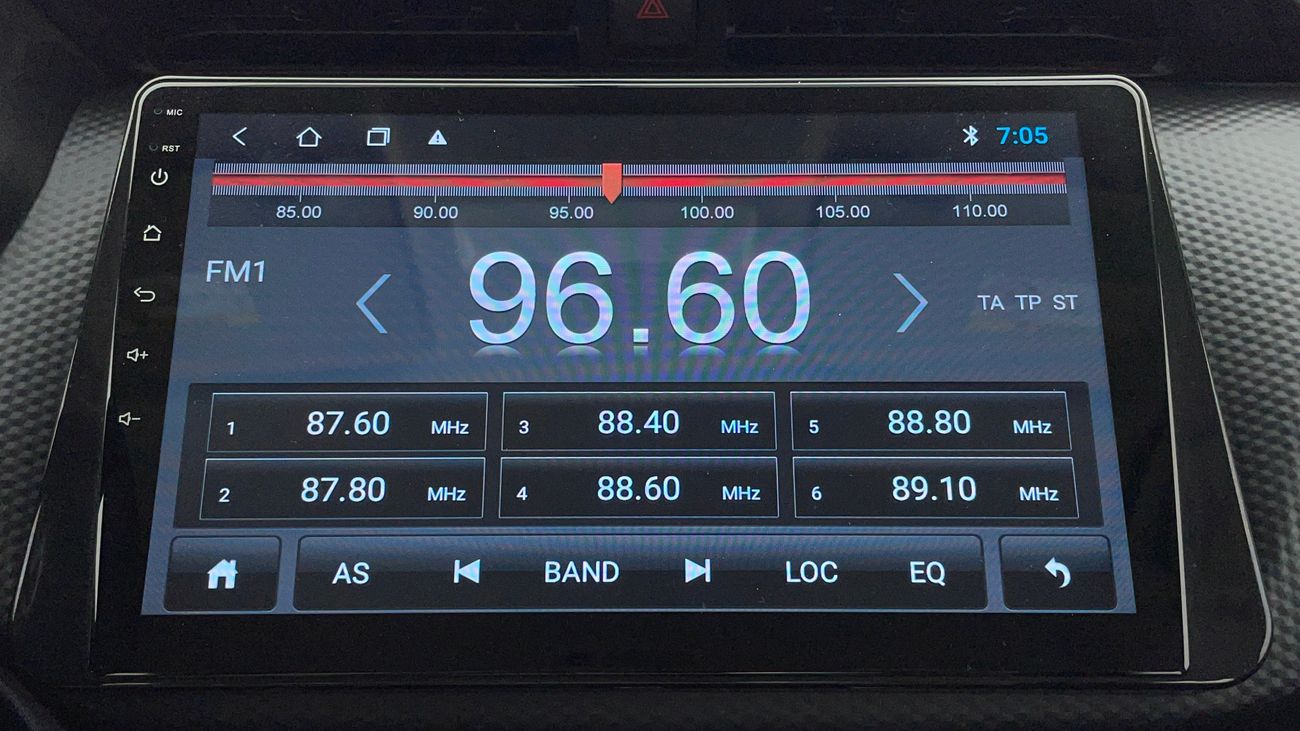 MIC
7:05
RST
85.00 90.00 95.00 100.00 105.00 110.00
FM1
96.60
TA TP ST
1 87.60 MHz 3 88.40 MHz 5 88.80 MHz
2 87.80 MHz 4 88.60 MHz 6 89.10 MHz
AS BAND LOC EQ